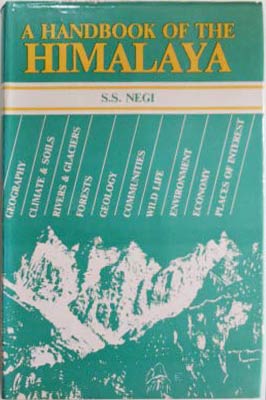 A HANDBOOK OF THE
HIMALAYA
S.S. NEGI
GEOGRAPHY
CLIMATE & SOILS
RIVERS & GLACIERS
FORESTS
GEOLOGY
COMMUNITIES
WILD LIFE
ENVIRONMENT
ECONOMY
PLACES OF INTEREST